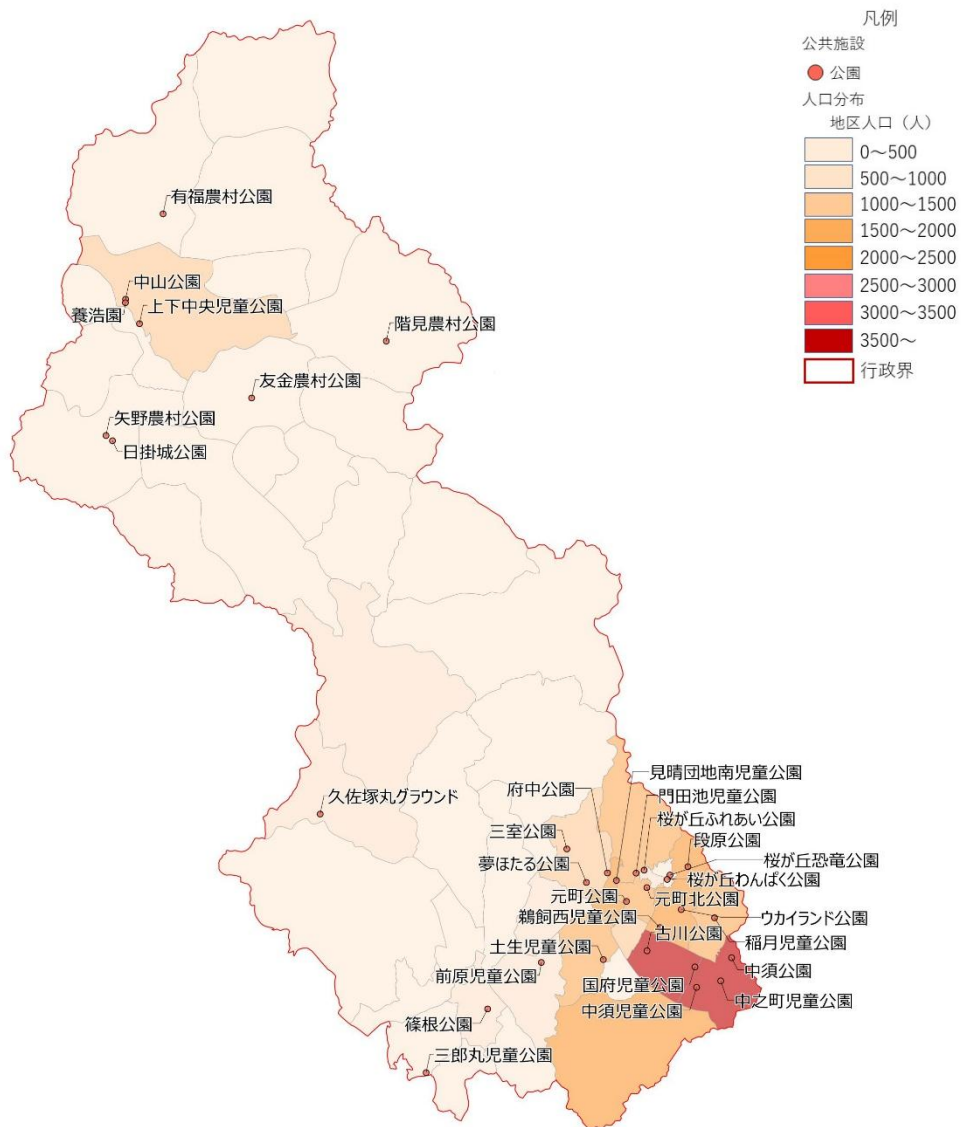 凡例
公共施設
公園
人口分布
地区人口（人）
0～500
500～1000
1000～1500
1500～2000
2000～2500
2500～3000
3000～3500
3500～
行政界
有福農村公園
中山公園
養浩園
上下中央児童公園
階見農村公園
友金農村公園
矢野農村公園
日掛城公園
久佐塚丸グラウンド
見晴団地南児童公園
府中公園
門田池児童公園
桜が丘ふれあい公園
三室公園
段原公園
夢ほたる公園
桜が丘恐竜公園
桜が丘わんぱく公園
元町公園
元町北公園
鵜飼西児童公園
ウカイランド公園
古川公園
稲月児童公園
土生児童公園
中須公園
前原児童公園
国府児童公園
中之町児童公園
中須児童公園
篠根公園
三郎丸児童公園